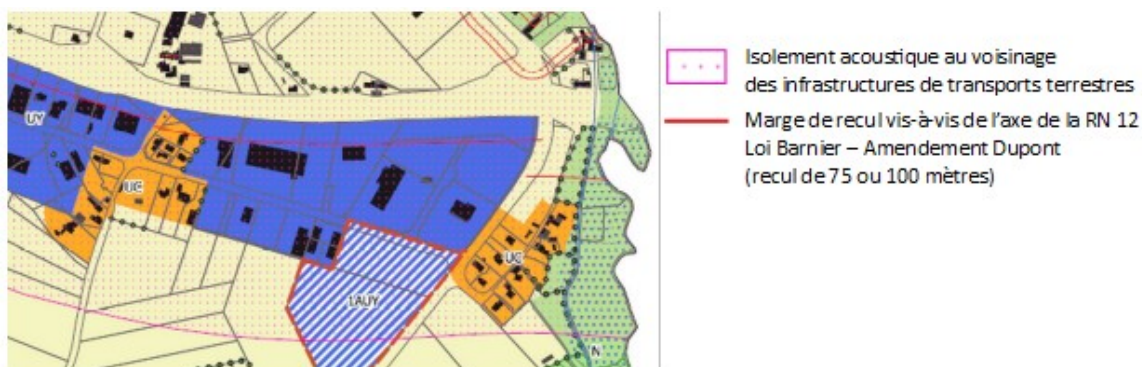 UY
UC
1AUY
UC
N
Isolement acoustique au voisinage
des infrastructures de transports terrestres
Marge de recul vis-à-vis de l'axe de la RN 12
Loi Barnier – Amendement Dupont
(recul de 75 ou 100 mètres)